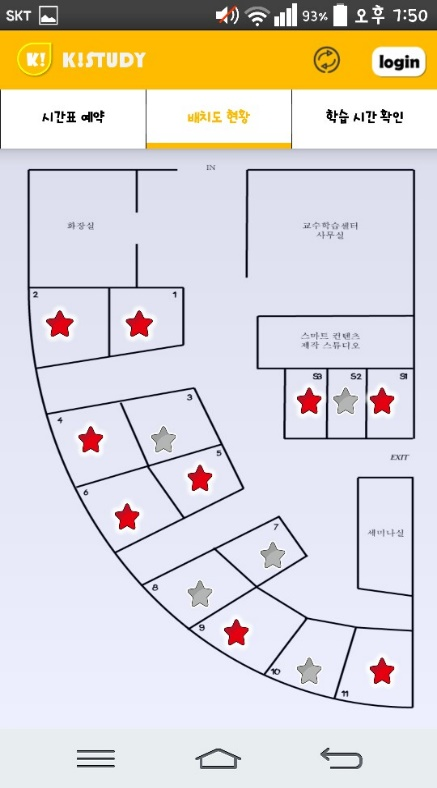 SKT 93% 오후 7:50
K! K!STUDY login
시간표 예약 배치도 현황 학습 시간 확인
IN
화장실 교수학습센터
사무실
2 1
스마트 컨텐츠
제작 스튜디오
S3 S2 S1
3
4
5
EXIT
6
7
세미나실
8
9
10
11